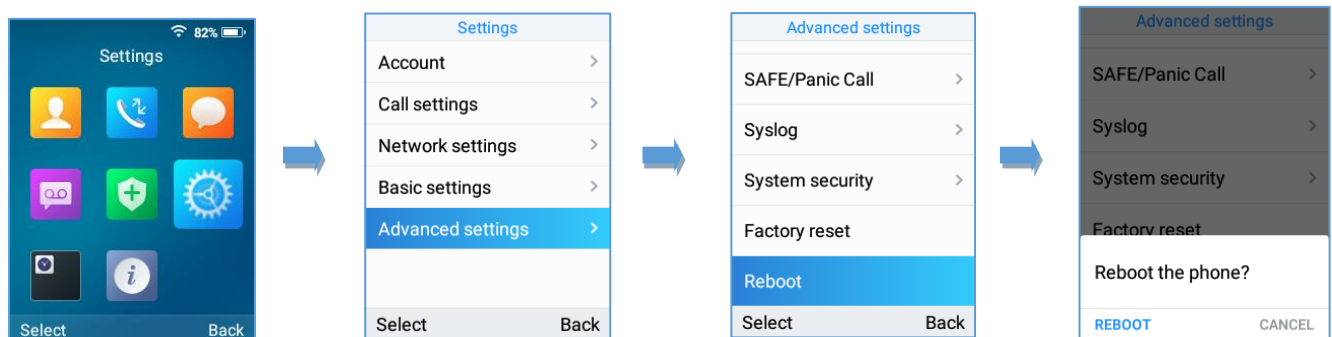 82%
Settings
Select Back
Settings
Account
Call settings
Network settings
Basic settings
Advanced settings
Select Back
Advanced settings
SAFE/Panic Call
Syslog
System security
Factory reset
Reboot
Select Back
Advanced settings
SAFE/Panic Call
Syslog
System security
Factory reset
Reboot the phone?
REBOOT CANCEL